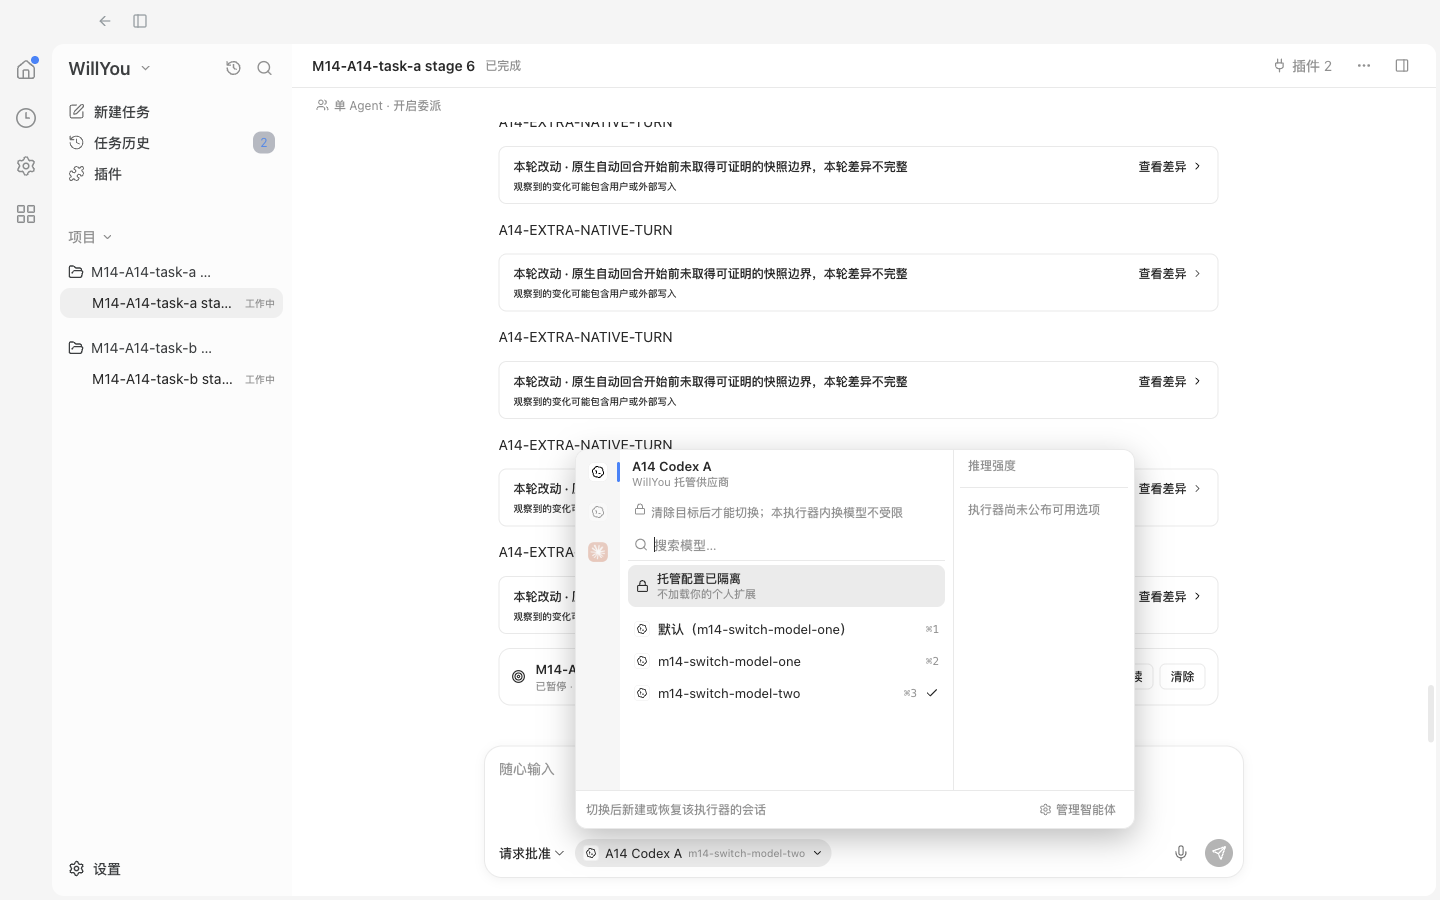 WillYou
新建任务
任务历史
2
插件
项目
M14-A14-task-a ...
M14-A14-task-a sta...
工作中
M14-A14-task-b ...
M14-A14-task-b sta...
工作中
设置
M14-A14-task-a stage 6
已完成
插件 2
单 Agent · 开启委派
A14-EXTRA-NATIVE-TURN
本轮改动 · 原生自动回合开始前未取得可证明的快照边界，本轮差异不完整
查看差异
观察到的变化可能包含用户或外部写入
A14-EXTRA-NATIVE-TURN
本轮改动 · 原生自动回合开始前未取得可证明的快照边界，本轮差异不完整
查看差异
观察到的变化可能包含用户或外部写入
A14-EXTRA-NATIVE-TURN
本轮改动 · 原生自动回合开始前未取得可证明的快照边界，本轮差异不完整
查看差异
观察到的变化可能包含用户或外部写入
A14-EXTRA-NATIVE-TURN
本轮改动
查看差异
观察到的变
A14-EXTRA
本轮改动
查看差异
观察到的变
M14-A
已暂停 ·
续
清除
A14 Codex A
WillYou 托管供应商
清除目标后才能切换；本执行器内换模型不受限
搜索模型...
托管配置已隔离
不加载你的个人扩展
默认（m14-switch-model-one）
⌘1
m14-switch-model-one
⌘2
m14-switch-model-two
⌘3
推理强度
执行器尚未公布可用选项
切换后新建或恢复该执行器的会话
管理智能体
随心输入
请求批准
A14 Codex A
m14-switch-model-two